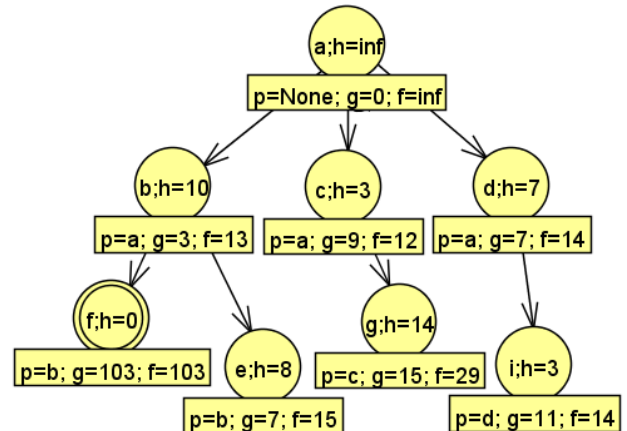 a;h=inf
p=None; g=0; f=inf
b;h=10
p=a; g=3; f=13
c;h=3
p=a; g=9; f=12
d;h=7
p=a; g=7; f=14
f;h=0
p=b; g=103; f=103
e;h=8
p=b; g=7; f=15
g;h=14
p=c; g=15; f=29
i;h=3
p=d; g=11; f=14